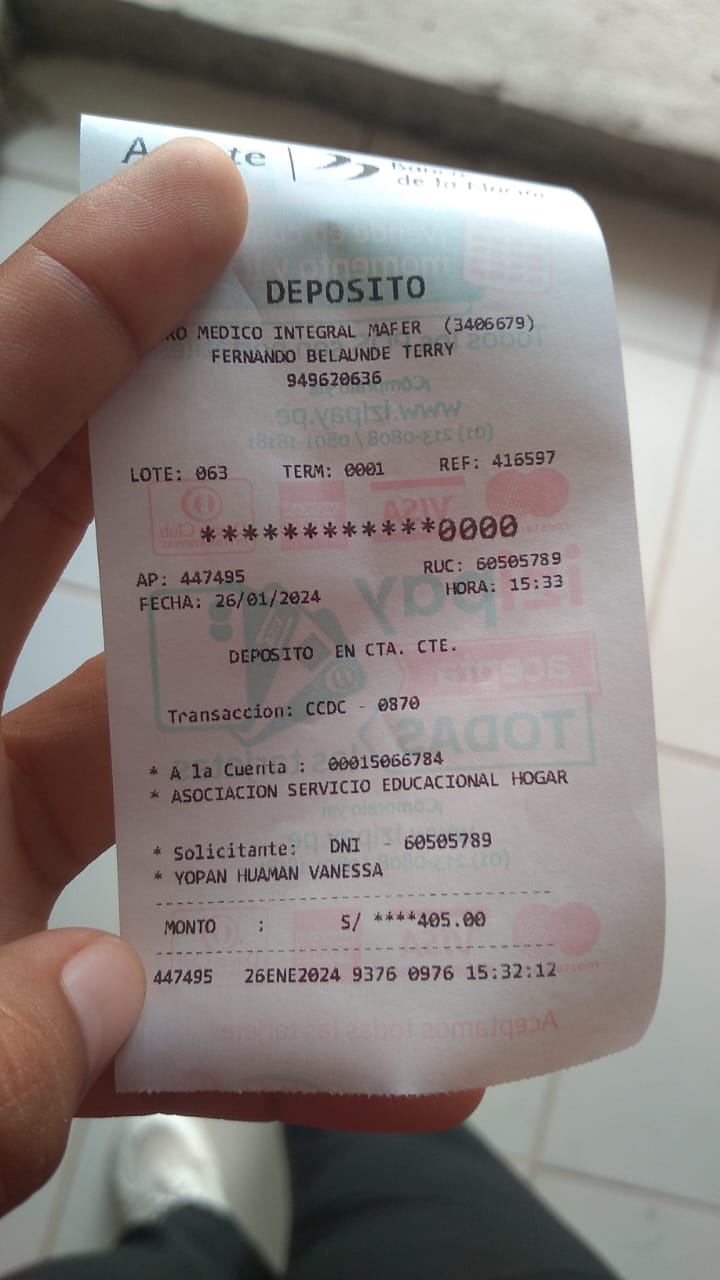 de la Nación
DEPOSITO
MEDICO INTEGRAL MAFER (3406679)
FERNANDO BELAUNDE TERRY
949620636
LOTE: 063 TERM: 0001 REF: 416597
************0000
AP: 447495 RUC: 60505789
FECHA: 26/01/2024 HORA: 15:33
DEPOSITO EN CTA. CTE.
Transaccion: CCDC - 0870
* A la Cuenta : 00015066784
* ASOCIACION SERVICIO EDUCACIONAL HOGAR
* Solicitante: DNI - 60505789
* YOPAN HUAMAN VANESSA
MONTO : S/ ****405.00
447495 26ENE2024 9376 0976 15:32:12